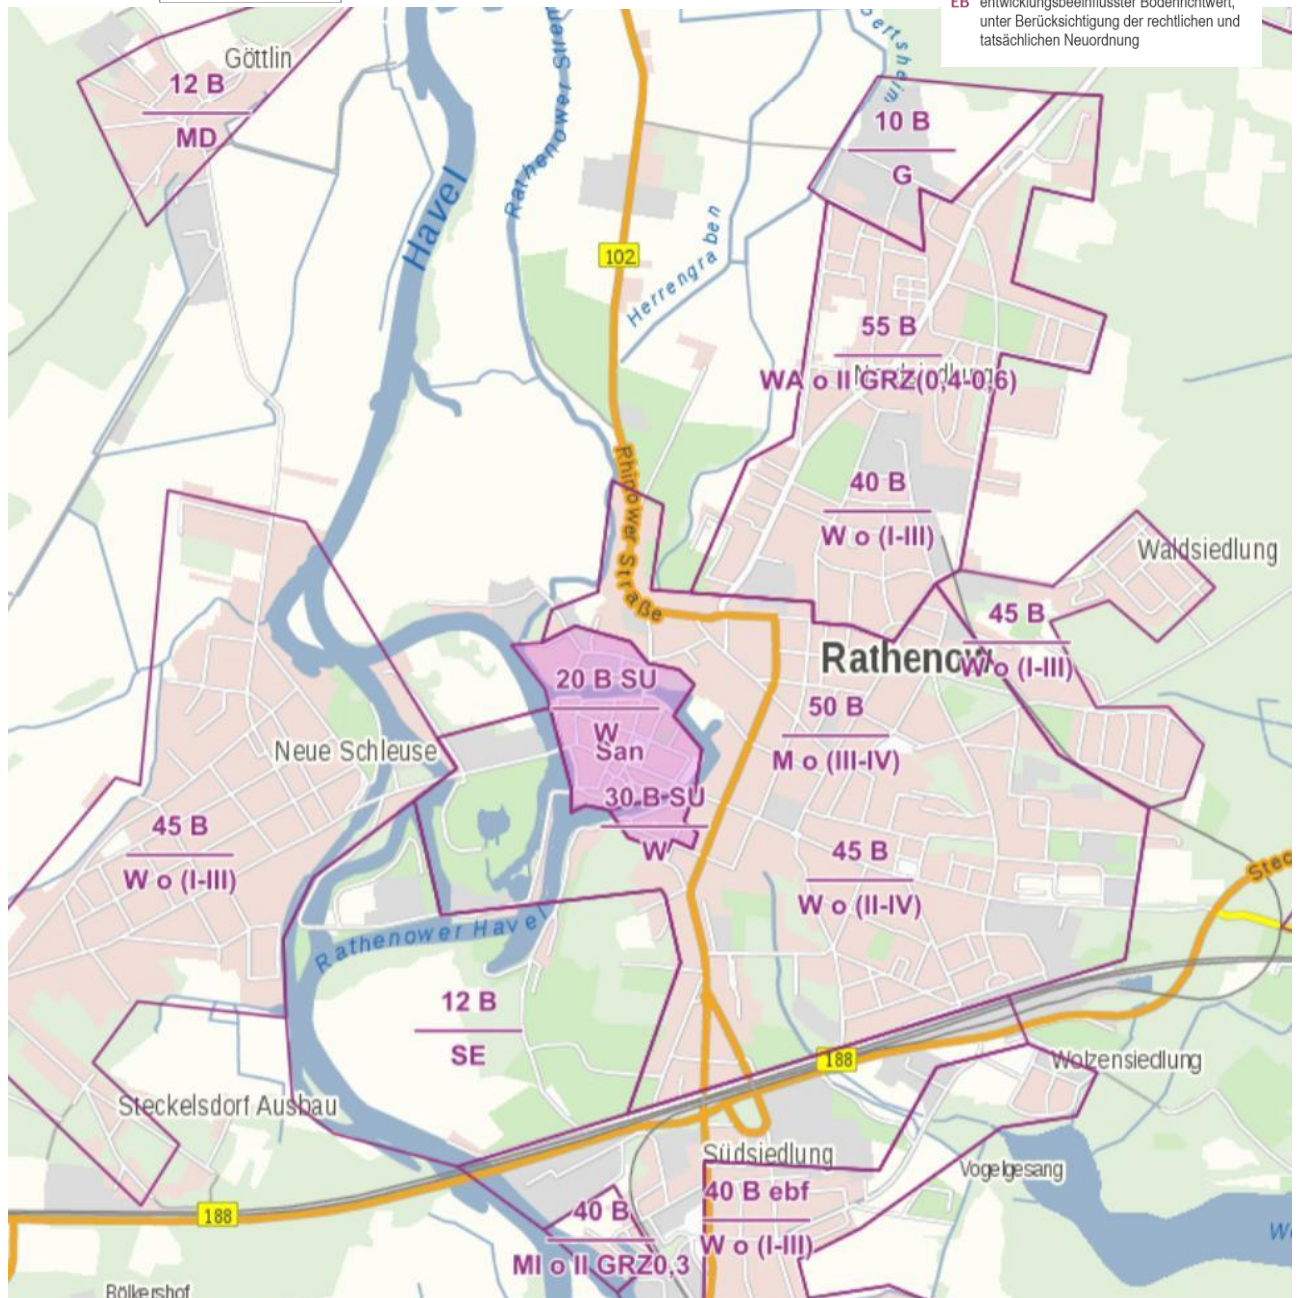 EB entwicklungsbeeinflusster Bodenrichtwert,
unter Berücksichtigung der rechtlichen und
tatsächlichen Neuordnung
Göttlin
12 B
MD
Havel
102
Herrengraben
10 B
G
55 B
WA o II GRZ(0,4-0,6)
Rhinower Straße
40 B
W o (I-III)
Waldsiedlung
45 B
W o (I-III)
Rathenow
20 B SU
W
San
30 B SU
W
50 B
M o (III-IV)
Neue Schleuse
45 B
W o (I-III)
45 B
W o (II-IV)
Rathenower Havel
12 B
SE
188
Wolzensiedlung
Steckelsdorf Ausbau
Südsiedlung
Vogelgesang
40 B ebf
W o (I-III)
40 B
MI o II GRZ0,3
188
Bölkershof